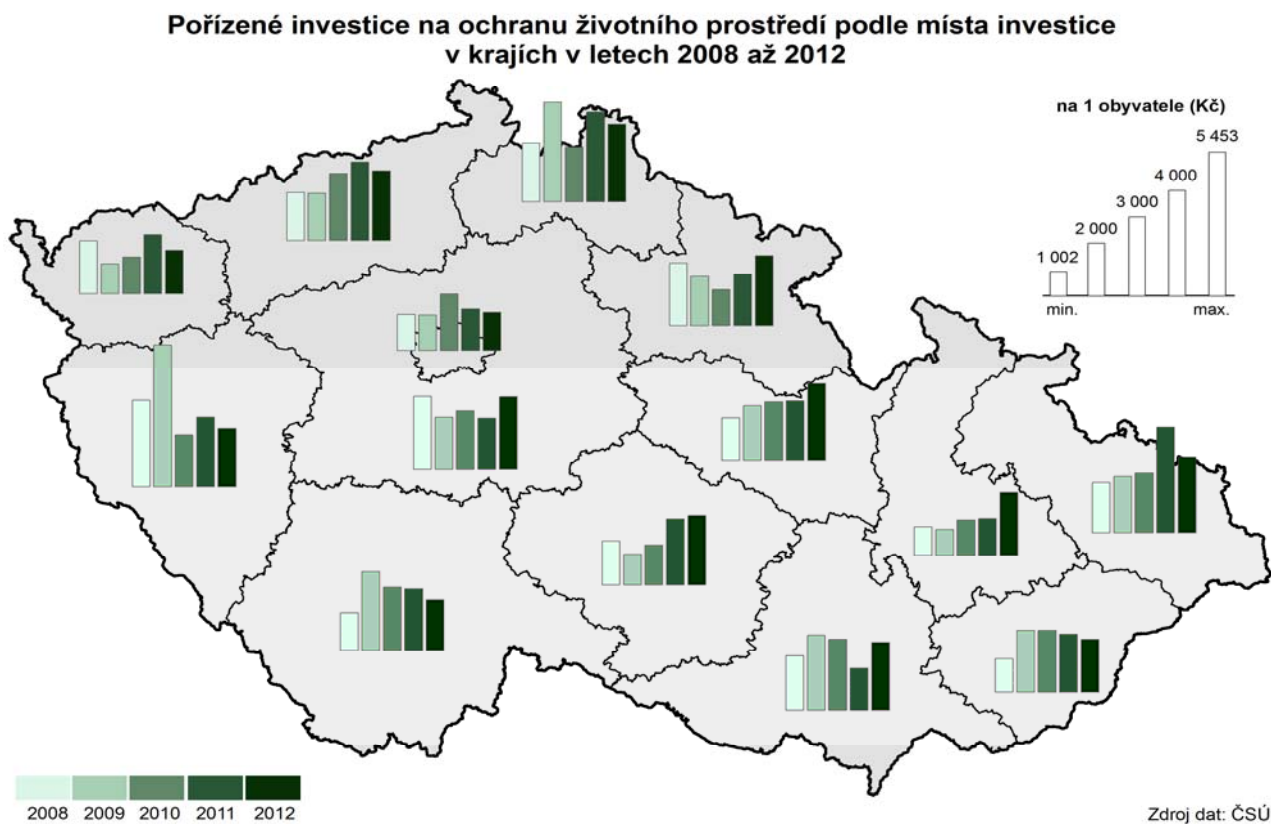 Pořízené investice na ochranu životního prostředí podle místa investice
v krajích v letech 2008 až 2012
na 1 obyvatele (Kč)
5 453
4 000
3 000
2 000
1 002
min.
max.
2008 2009 2010 2011 2012
Zdroj dat: ČSÚ